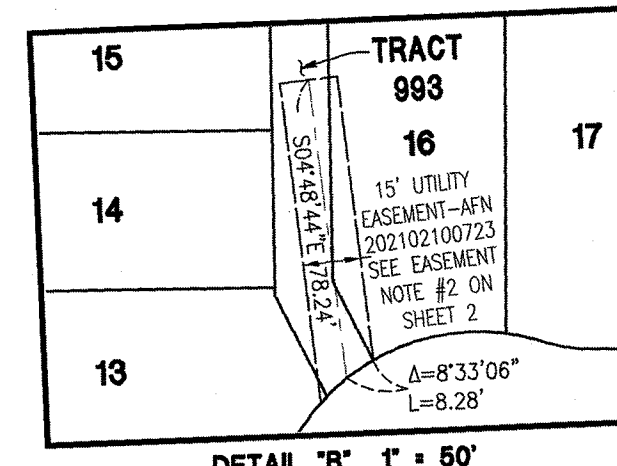 15
TRACT
993
16
17
14
13
15' UTILITY
EASEMENT-AFN
202102100723
SEE EASEMENT
NOTE #2 ON
SHEET 2
S04°48'44"E 78.24'
Δ=8°33'06"
L=8.28'
DETAIL "B" 1" = 50'